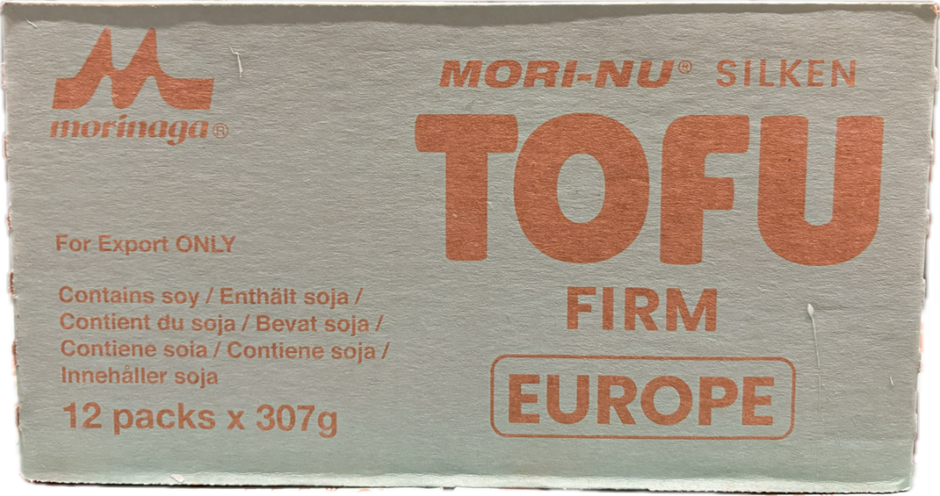 morinaga®
MORI-NU® SILKEN
TOFU
FIRM
EUROPE
For Export ONLY
Contains soy / Enthält soja /
Contient du soja / Bevat soja /
Contiene soia / Contiene soja /
Innehåller soja
12 packs x 307g